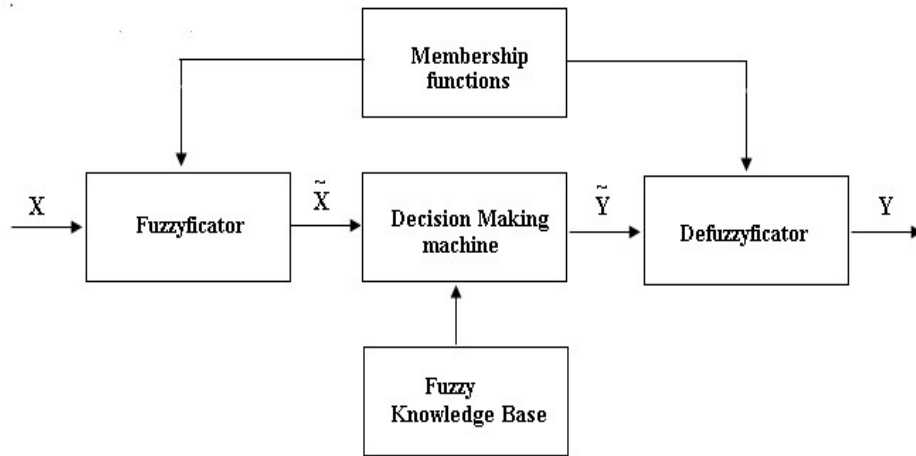 Membership
functions
X
Fuzzyficator
X̃
Decision Making
machine
Ỹ
Defuzzyficator
Y
Fuzzy
Knowledge Base